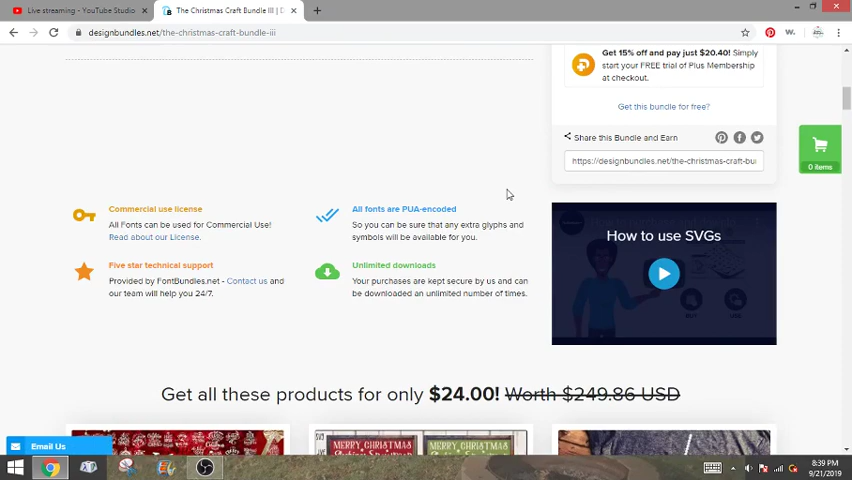 Live streaming - YouTube Studio
The Christmas Craft Bundle III | D
designbundles.net/the-christmas-craft-bundle-iii
Get 15% off and pay just $20.40! Simply
start your FREE trial of Plus Membership
at checkout.
Get this bundle for free?
Share this Bundle and Earn
https://designbundles.net/the-christmas-craft-bu
0 items
Commercial use license
All Fonts can be used for Commercial Use!
Read about our License.
All fonts are PUA-encoded
So you can be sure that any extra glyphs and
symbols will be available for you.
Five star technical support
Provided by FontBundles.net - Contact us and
our team will help you 24/7.
Unlimited downloads
Your purchases are kept secure by us and can
be downloaded an unlimited number of times.
How to use SVGs
Get all these products for only $24.00! Worth $249.86 USD
MERRY CHRISTMAS
MERRY CHRISTMAS
Email Us
8:39 PM
9/21/2019